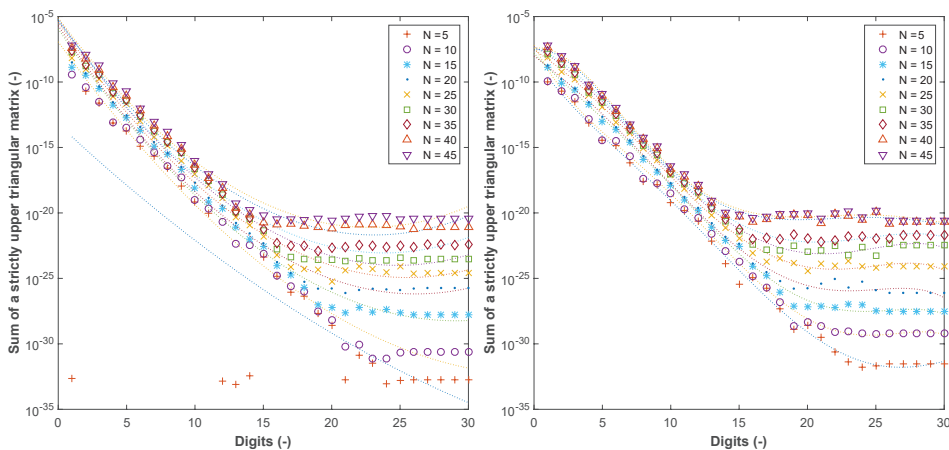 Sum of a strictly upper triangular matrix (-)
10^-5
10^-10
10^-15
10^-20
10^-25
10^-30
10^-35
0 5 10 15 20 25 30
Digits (-)
N = 5
N = 10
N = 15
N = 20
N = 25
N = 30
N = 35
N = 40
N = 45
Sum of a strictly upper triangular matrix (-)
10^-5
10^-10
10^-15
10^-20
10^-25
10^-30
10^-35
0 5 10 15 20 25 30
Digits (-)
N = 5
N = 10
N = 15
N = 20
N = 25
N = 30
N = 35
N = 40
N = 45